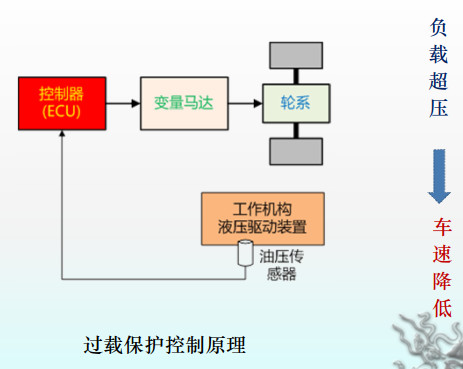 控制器
(ECU)
变量马达
轮系
工作机构
液压驱动装置
油压传
感器
过载保护控制原理
负载超压
车速降低